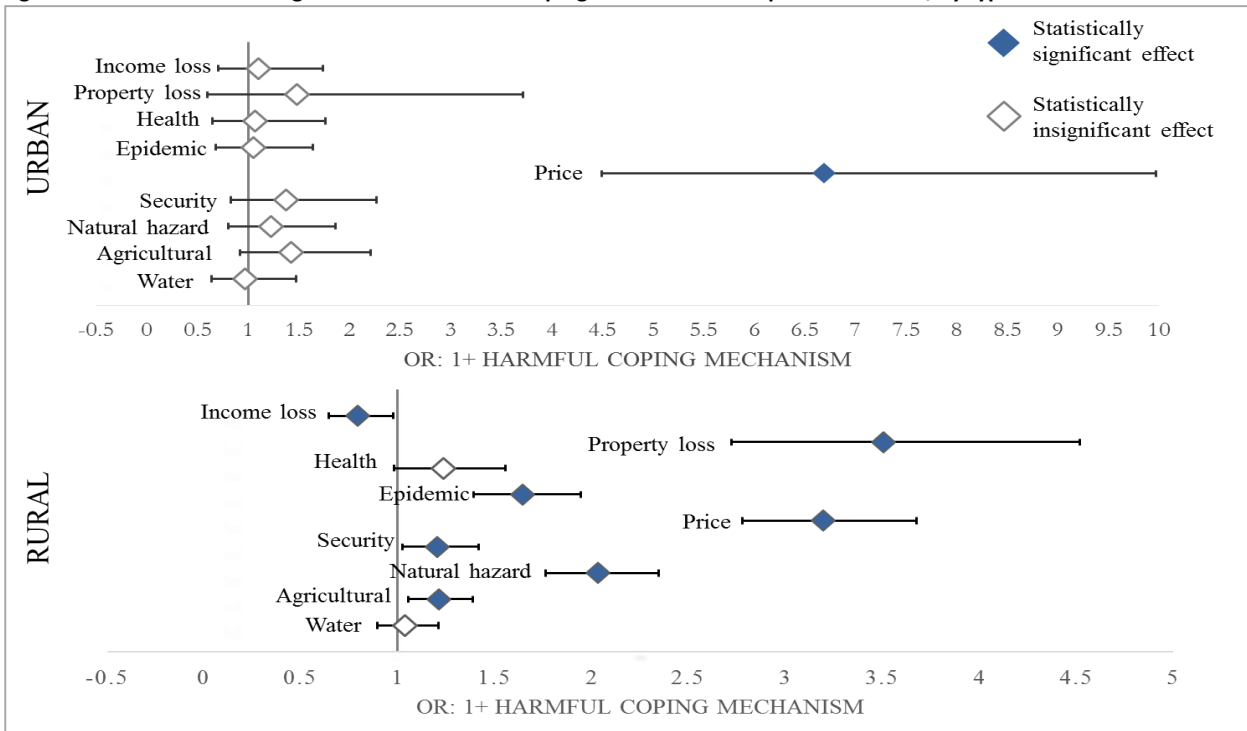 Statistically
significant effect
Statistically
insignificant effect
URBAN
Income loss
Property loss
Health
Epidemic
Price
Security
Natural hazard
Agricultural
Water
-0.5 0 0.5 1 1.5 2 2.5 3 3.5 4 4.5 5 5.5 6 6.5 7 7.5 8 8.5 9 9.5 10
OR: 1+ HARMFUL COPING MECHANISM
RURAL
Income loss
Property loss
Health
Epidemic
Price
Security
Natural hazard
Agricultural
Water
-0.5 0 0.5 1 1.5 2 2.5 3 3.5 4 4.5 5
OR: 1+ HARMFUL COPING MECHANISM